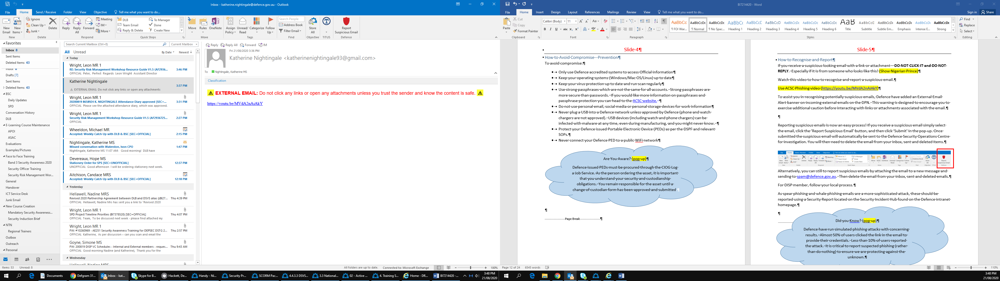 Inbox - katherine.nightingale@defence.gov.au - Outlook
File Home Send / Receive Folder View Objective Tell me what you want to do...
New Email
New Items
Ignore
Clean Up
Junk
Delete
Reply
Reply All
Forward
Meeting
IM
More
DLB
Team Email
Reply & Delete
To Manager
Done
Create New
Move
Rules
OneNote
Assign Policy
Unread/ Read
Categorize
Follow Up
Search People
Address Book
Filter Email
Store All
TITUS
Report Suspicious Email
New Delete Respond Quick Steps Move Tags Find Objective TITUS Defence
Favorites
Inbox 8
Sent Items
Deleted Items 43
Inbox 8
Drafts [7]
Sent Items
Deleted Items 43
BSC
Daily Updates
SPD
Conversation History
DLB
E-Learning Course Maintenance
APOI
ASAC
Evaluations
Examples/Pictures
Face to Face Training
Band 3 Security Awareness 2020
Security Officer Training
Security Risk Management Wor...
General
Handover
ICT Service Desk
Junk Email
New Course Creation
Mandatory Security Awareness...
Security Induction Brief
NTN
Regional Trainers
Outbox
Outreach
Personal
Search Current Mailbox (Ctrl+E) Current Mailbox
All Unread By Date Newest ↓
Today
Wright, Leon MR 1
RE: Security Risk Management Workshop Resource Guide V1.5 (AF2936... 3:46 PM
OFFICIAL Peter, Perfect Regards Leon Wright Assistant Director
Katherine Nightingale
3:37 PM
⚠ EXTERNAL EMAIL: Do not click any links or open any attachments
Wright, Leon MR 1
20200819 8658924 K. NIGHTINGALE Attendance Diary approved [SEC=... 3:31 PM
OFFICIAL Please see the attached attendance diary, which was approved.
Wright, Leon MR 1
Security Risk Management Workshop Resource Guide V1.5 (AF2936725... 2:27 PM
OFFICIAL
Wheeldon, Michael MR
Accepted: Weekly Catch Up with DLB & BSC [SEC=OFFICIAL] 2:15 PM
Nightingale, Katherine MS
Missed conversation with Waterston, Ivon CPO 1:47 PM
Nightingale, Katherine MS 11:07 AM: Good morning! DLB have
Devereaux, Hope MS
Stationery Order for SPS [SEC=UNOFFICIAL] 12:37 PM
UNOFFICIAL Good afternoon I will be ordering stationery next week.
Aitchison, Candace MRS
Accepted: Weekly Catch Up with DLB & BSC [SEC=OFFICIAL] 12:18 PM
Yesterday
Hellawell, Nadine MRS
Revised 2020 Partnership Agreement between DLB and DSVS alias (zBI27... Thu 4:39 PM
OFFICIAL Hellawell, Nadine Mrs has sent you a link to "Revised 2020
Wright, Leon MR 1
SPD Project Timeline Priorities (BI7378520) [SEC=OFFICIAL] Thu 4:07 PM
OFFICIAL Team, To be discussed next week - please find attached my
Wright, Leon MR 1
FW: #10260969 - AE251 Security Awareness Training for DEPSEC DSTG 2... Thu 2:57 PM
OFFICIAL Katherine, As per discussion – can you scan and email the
Goyne, Simone MS
FW: 200819 DISP VC Schedules - Internal and External members - reques... Thu 9:43 AM
OFFICIAL Good morning Nadine (and Katherine), Thank you for the
Wednesday
Reply Reply All Forward IM
Fri 21/08/2020 3:36 PM
Katherine Nightingale <katherinenightingale93@gmail.com>
To Nightingale, Katherine MS
Classification
⚠ EXTERNAL EMAIL: Do not click any links or open any attachments unless you trust the sender and know the content is safe. ⚠
https://youtu.be/MVdA2nAiAkY
Items: 53 Unread: 8 All folders are up to date. Connected to: Microsoft Exchange 100%
BI7214420 - Word
File Home Insert Design Layout References Mailings Review View Tell me what you want to do... Sign in Share
Paste
Cut
Copy
Format Painter
Calibri (Body) 11
¶ FOI War... ¶ Normal ¶ No Spac... Heading 1 Heading 2 Heading 3 Heading 4 Heading 5 Heading 6 Title Subtitle Subtle Em... Emphasis Intense E... Strong
Find
Replace
Select
Clipboard Font Paragraph Styles Editing
Slide·4¶
How·to·Avoid·Compromise·-·Prevention¶
To·avoid·compromise:¶
Only·use·Defence·accredited·systems·to·access·Official·information¶
Keep·your·operating·systems·(Windows/Mac·OS/Linux)·up·to·date¶
Keep·your·virus·protection·up·to·date·and·run·scan·regularly¶
Use·strong·passphrases·which·are·not·the·same·for·all·accounts.··Strong·passphrases·are·
more·secure·than·passwords.··If·you·would·like·more·information·on·passphrases·and·
passphrase·protection·you·can·head·to·the·ACSC·website.··¶
Do·not·use·personal·email,·social·media·or·personal·storage·devices·for·work·information¶
Never·plug·a·USB·into·a·Defence·network·unless·approved·by·Defence·(phone·and·watch·
chargers·are·not·approved).··USB·devices·(including·watch·and·phone·chargers)·can·be·
infected·with·malware·at·any·time,·even·during·manufacturing,·and·you·might·never·know.··¶
Protect·your·Defence·issued·Portable·Electronic·Device·(PEDs)·as·per·the·DSPF·and·relevant·
SOPs.¶
Never·connect·your·Defence·PED·to·a·public·WiFi·network¶
Are·You·Aware?·(pop·up)¶
Defence·issued·PEDs·must·be·procured·through·the·CIOG·Log·
a·Job·Service.·As·the·person·ordering·the·asset,·it·is·important·
that·you·understand·your·security·and·custodianship·
obligations.··You·remain·responsible·for·the·asset·until·a·
change·of·custodian·form·has·been·approved·and·submitted
¶
Page Break¶
Slide·5¶
How·to·Recognise·and·Report¶
If·you·receive·a·suspicious·looking·email·with·a·link·or·attachment·–·DO·NOT·CLICK·IT·and·DO·NOT·
REPLY.··Especially·if·it·is·from·someone·who·looks·like·this!·(Show·Nigerian·Prince)¶
Watch·this·video·to·how·to·recognise·and·report·a·suspicious·email.¶
Use·ACSC·Phishing·video·(https://youtu.be/MVdA2nAiAkY)¶
To·assist·you·in·recognising·potentially·suspicious·emails,·Defence·have·added·an·External·Email·
Alert·banner·on·incoming·external·emails·on·the·DPN.··This·warning·is·designed·to·encourage·you·to·
exercise·additional·caution·before·interacting·with·links·or·attachments·associated·with·the·email.¶
¶
Reporting·suspicious·emails·is·now·an·easy·process!·If·you·receive·a·suspicious·email·simply·select·
the·email,·click·the·'Report·Suspicious·Email'·button,·and·then·click·'Submit'·in·the·pop-up.·Once·
submitted·the·suspicious·email·will·automatically·be·sent·to·the·Defence·Security·Operations·Centre·
for·investigation.·You·will·then·need·to·delete·the·email·from·your·inbox,·sent·and·deleted·items.¶
Report Suspicious Email
Alternatively,·you·can·still·to·report·suspicious·emails·by·attaching·the·email·to·a·new·message·and·
sending·to·spam@defence.gov.au.··Then·delete·the·email·from·your·inbox,·sent·and·deleted·emails.¶
For·DISP·member,·follow·your·local·process.¶
As·spear·phishing·and·whale·phishing·emails·are·a·more·sophisticated·attack,·these·should·be·
reported·using·a·Security·Report·located·on·the·Security·Incident·Hub·found·on·the·Defence·intranet·
homepage.¶
¶
Did·you·Know?·(pop·up)¶
Defence·have·run·simulated·phishing·attacks·with·concerning·
results.··Almost·50%·of·users·clicked·the·link·in·the·email·to·
provide·their·credentials.··Less·than·10%·of·users·reported·
the·attack.··It·is·critical·to·report·suspected·phishing·(rather·
than·do·nothing)·to·ensure·we·are·protecting·against·the·
unknown.¶
Page 12 of 24 6545 words 110%
Documents Defgram 31... Inbox - kat... Skype for B... Hackett, De... Handy - Ni... Security Pr... SCORM Pac... 4.4.3.3 DSVS... 3.3 National... 02 - Active ... 4. Training S... Home - DR... BI7214420 -...
3:48 PM
21/08/2020
3:48 PM
21/08/2020